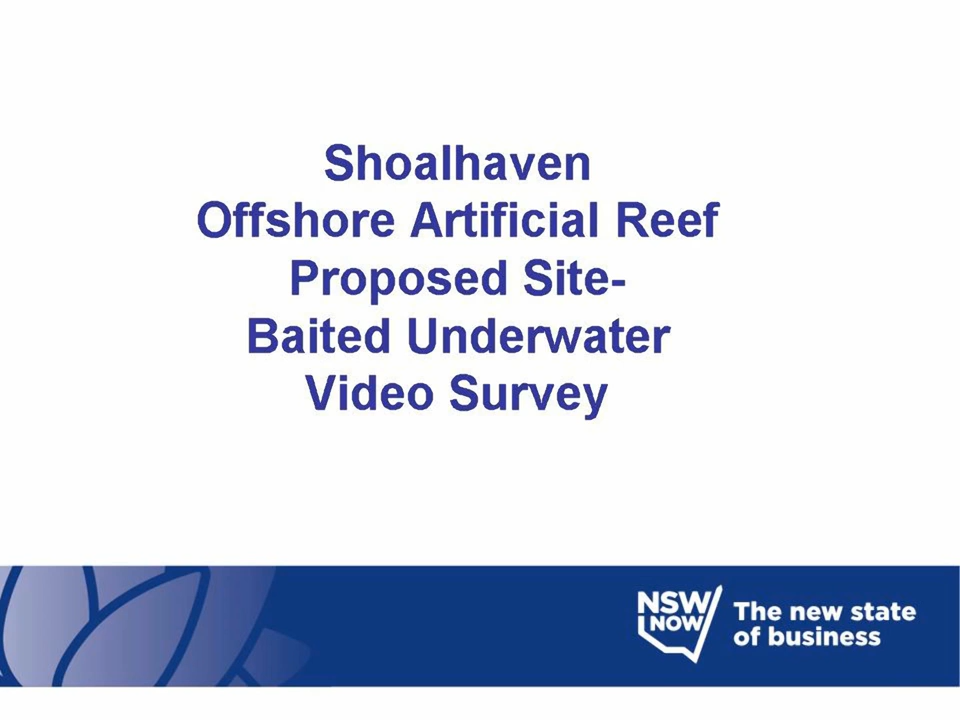 Shoalhaven
Offshore Artificial Reef
Proposed Site-
Baited Underwater
Video Survey
NSW
NOW
The new state
of business